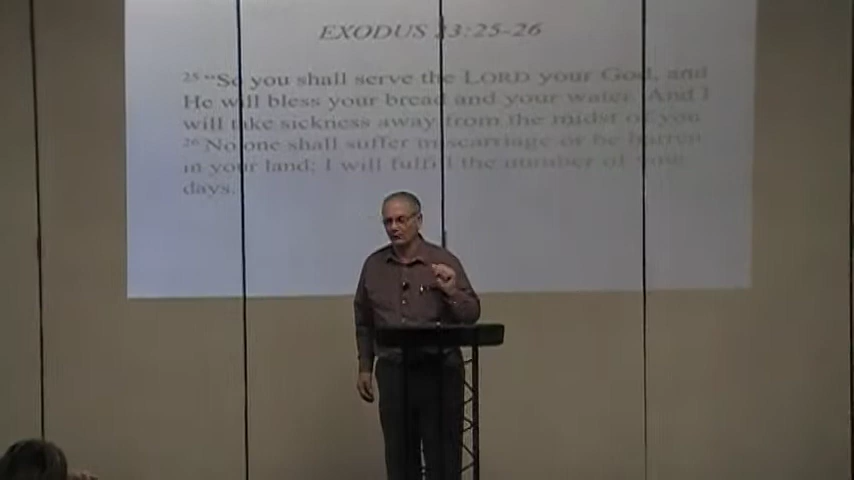 EXODUS 23:25-26
25 "So you shall serve the LORD your God, and
He will bless your bread and your water. And I
will take sickness away from the midst of you.
26 No one shall suffer miscarriage or be barren
in your land; I will fulfill the number of your
days.